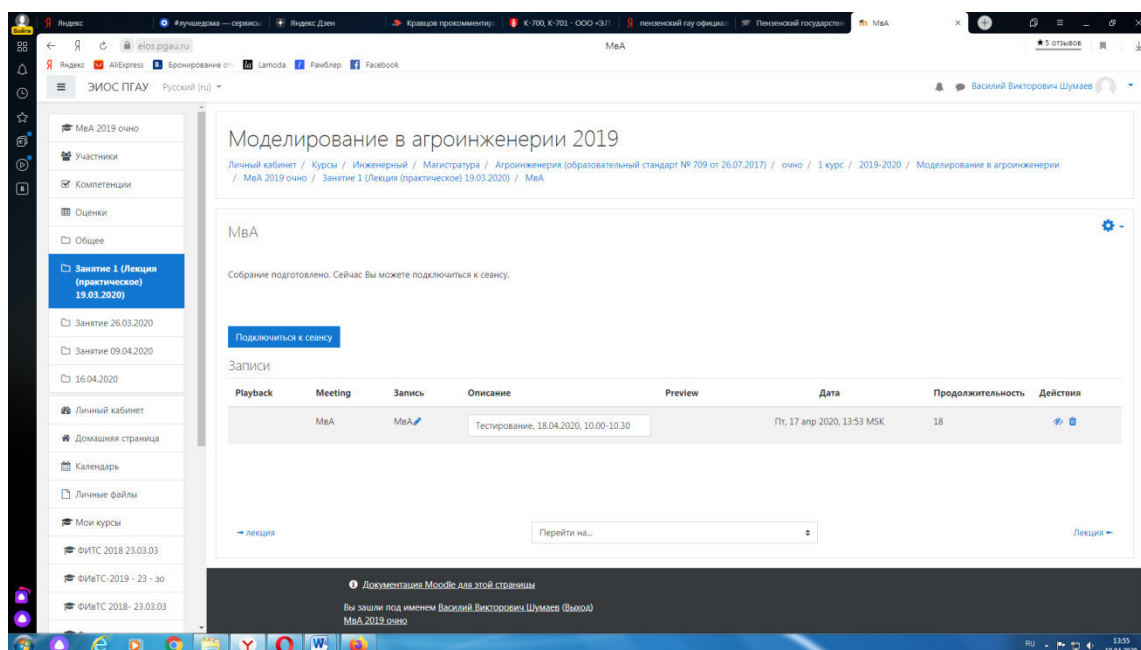 Войти
Яндекс
#лучшедома — сервисы
Яндекс Дзен
Кравцов прокомментир
К-700, К-701 - ООО «З.П
пензенский гау официал
Пензенский государстве
МвА
eios.pgau.ru
МвА
★5 отзывов
Яндекс AliExpress Бронирование от Lamoda Рамблер Facebook
ЭИОС ПГАУ Русский (ru)
Василий Викторович Шумаев
МвА 2019 очно
Участники
Компетенции
Оценки
Общее
Занятие 1 (Лекция
(практическое)
19.03.2020)
Занятие 26.03.2020
Занятие 09.04.2020
16.04.2020
Личный кабинет
Домашняя страница
Календарь
Личные файлы
Мои курсы
ФИТС 2018 23.03.03
ФИвТС-2019 - 23 - зо
ФИвТС 2018- 23.03.03
Моделирование в агроинженерии 2019
Личный кабинет / Курсы / Инженерный / Магистратура / Агроинженерия (образовательный стандарт № 709 от 26.07.2017) / очно / 1 курс / 2019-2020 / Моделирование в агроинженерии
/ МвА 2019 очно / Занятие 1 (Лекция (практическое) 19.03.2020) / МвА
МвА
Собрание подготовлено. Сейчас Вы можете подключиться к сеансу.
Подключиться к сеансу
Записи
Playback Meeting Запись Описание Preview Дата Продолжительность Действия
МвА МвА Тестирование, 18.04.2020, 10.00-10.30 Пт, 17 апр 2020, 13:53 MSK 18
◄ лекция
Перейти на...
Лекция ►
Документация Moodle для этой страницы
Вы зашли под именем Василий Викторович Шумаев (Выход)
МвА 2019 очно
RU
13:55